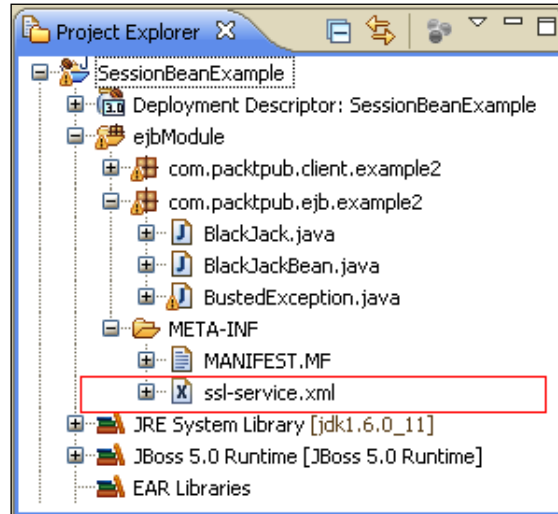 Project Explorer
SessionBeanExample
Deployment Descriptor: SessionBeanExample
ejbModule
com.packtpub.client.example2
com.packtpub.ejb.example2
BlackJack.java
BlackJackBean.java
BustedException.java
META-INF
MANIFEST.MF
ssl-service.xml
JRE System Library [jdk1.6.0_11]
JBoss 5.0 Runtime [JBoss 5.0 Runtime]
EAR Libraries